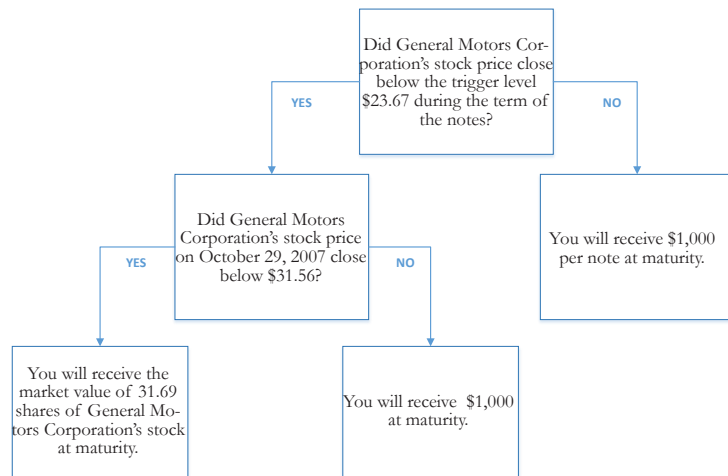 Did General Motors Cor-
poration's stock price close
below the trigger level
$23.67 during the term of
the notes?
YES
NO
Did General Motors
Corporation's stock price
on October 29, 2007 close
below $31.56?
You will receive $1,000
per note at maturity.
YES
NO
You will receive the
market value of 31.69
shares of General Mo-
tors Corporation's stock
at maturity.
You will receive $1,000
at maturity.